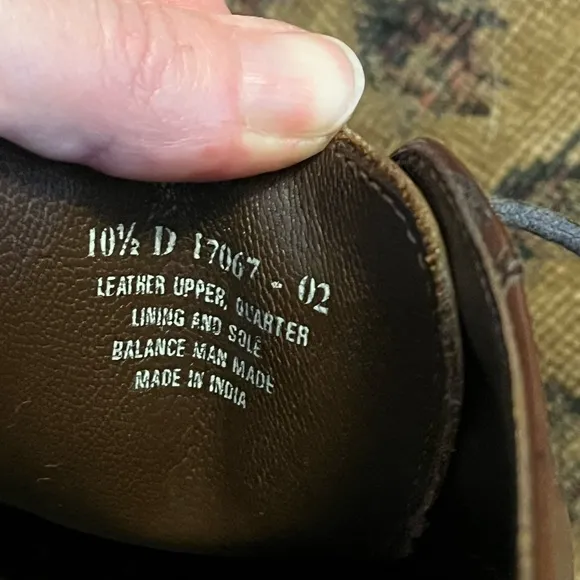 10½ D 17067 - 02
LEATHER UPPER, QUARTER
LINING AND SOLE
BALANCE MAN MADE
MADE IN INDIA